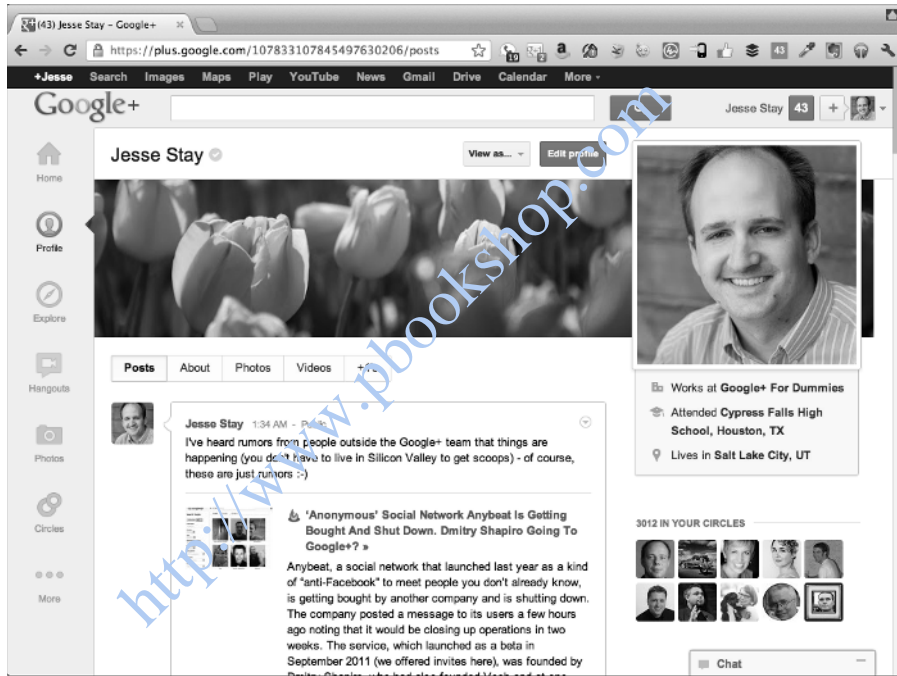 (43) Jesse Stay - Google+
https://plus.google.com/107833107845497630206/posts
19
2
43
+Jesse Search Images Maps Play YouTube News Gmail Drive Calendar More
Google+
Jesse Stay 43 +
Jesse Stay
View as...
Edit profile
Home
Profile
Explore
Hangouts
Photos
Circles
More
Posts About Photos Videos
Works at Google+ For Dummies
Attended Cypress Falls High
School, Houston, TX
Lives in Salt Lake City, UT
Jesse Stay 1:34 AM - Public
I've heard rumors from people outside the Google+ team that things are
happening (you don't have to live in Silicon Valley to get scoops) - of course,
these are just rumors :-)
'Anonymous' Social Network Anybeat Is Getting
Bought And Shut Down. Dmitry Shapiro Going To
Google+? »
Anybeat, a social network that launched last year as a kind
of "anti-Facebook" to meet people you don't already know,
is getting bought by another company and is shutting down.
The company posted a message to its users a few hours
ago noting that it would be closing up operations in two
weeks. The service, which launched as a beta in
September 2011 (we offered invites here), was founded by
3012 IN YOUR CIRCLES
Chat
http://www.pbookshop.com